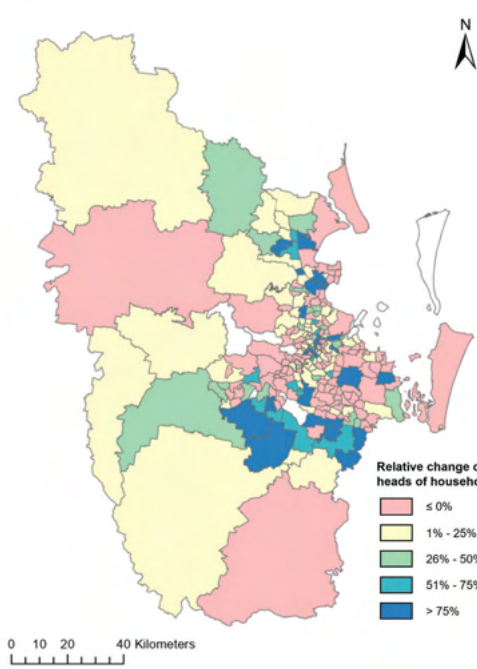 N
Relative change o
heads of househo
≤ 0%
1% - 25%
26% - 50%
51% - 75%
> 75%
0 10 20 40 Kilometers